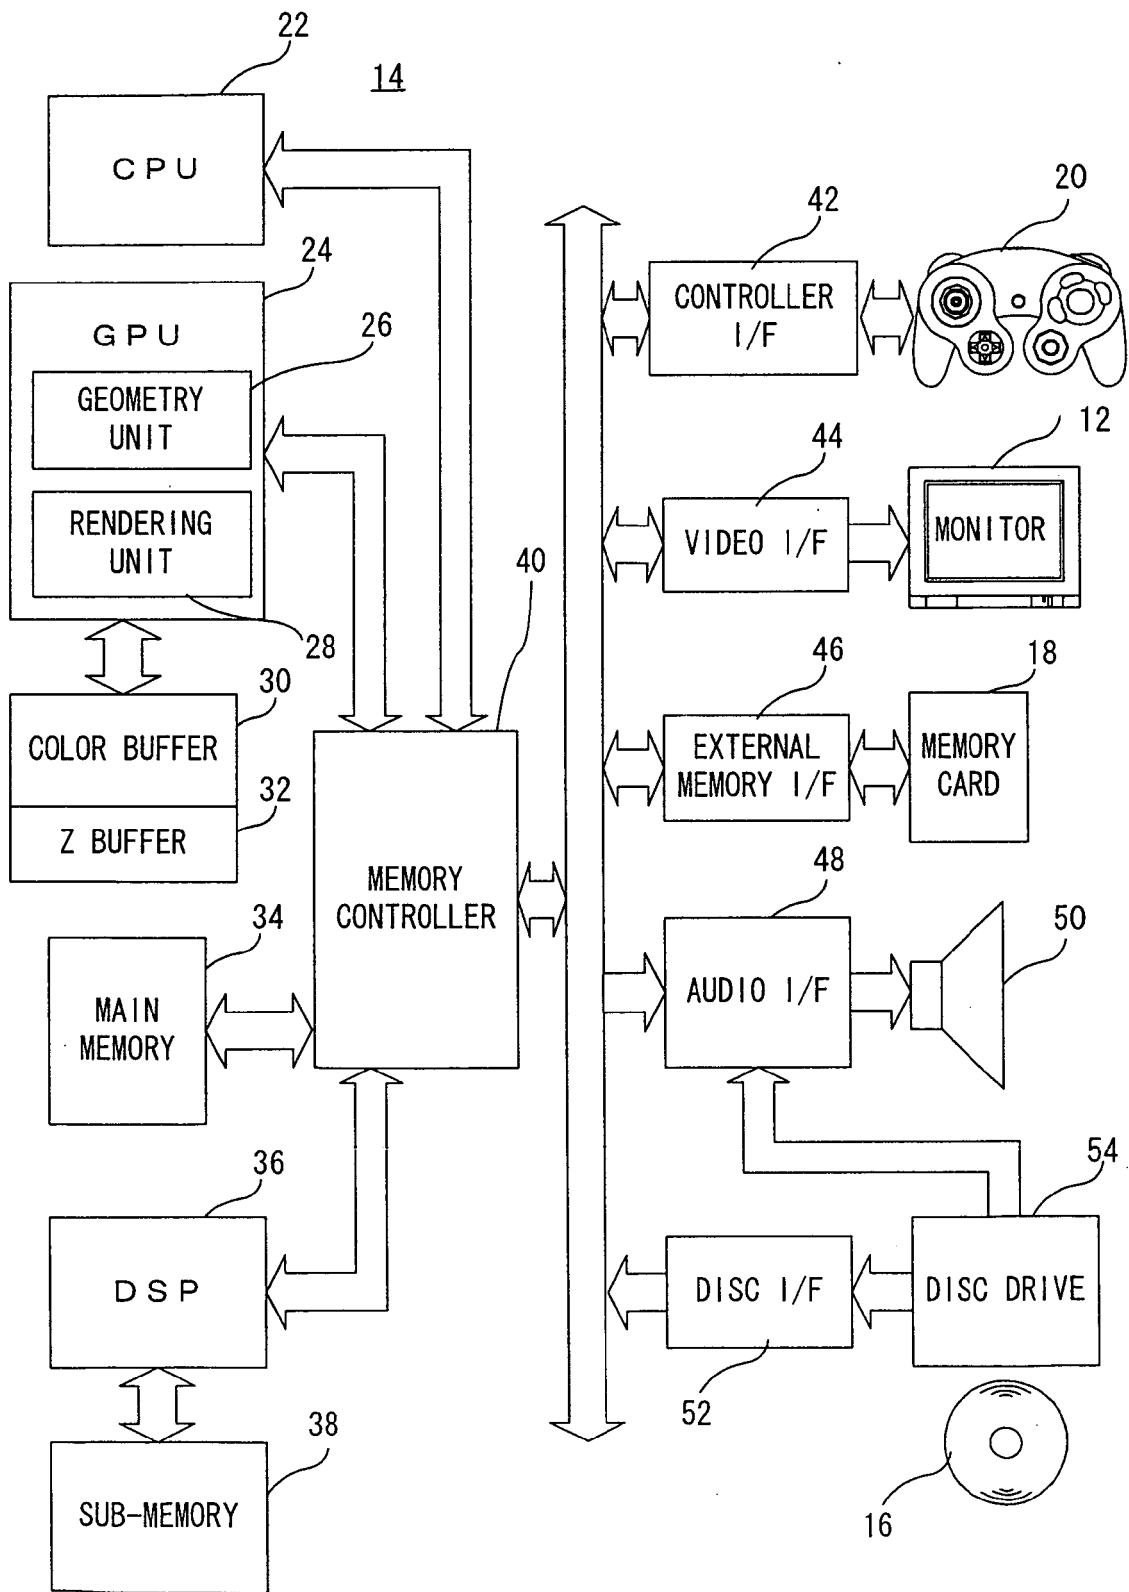 22
14
CPU
24
GPU
26
GEOMETRY
UNIT
RENDERING
UNIT
28
30
COLOR BUFFER
32
Z BUFFER
34
MAIN
MEMORY
36
DSP
38
SUB-MEMORY
40
MEMORY
CONTROLLER
42
CONTROLLER
I/F
20
44
VIDEO I/F
12
MONITOR
46
EXTERNAL
MEMORY I/F
18
MEMORY
CARD
48
AUDIO I/F
50
54
DISC I/F
52
DISC DRIVE
16